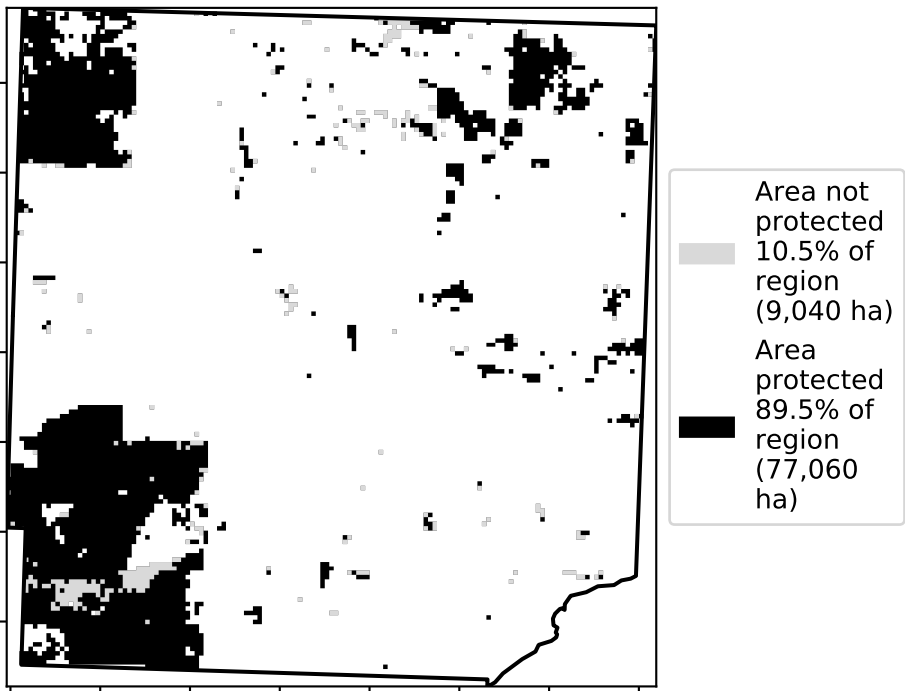 Area not
protected
10.5% of
region
(9,040 ha)
Area
protected
89.5% of
region
(77,060
ha)